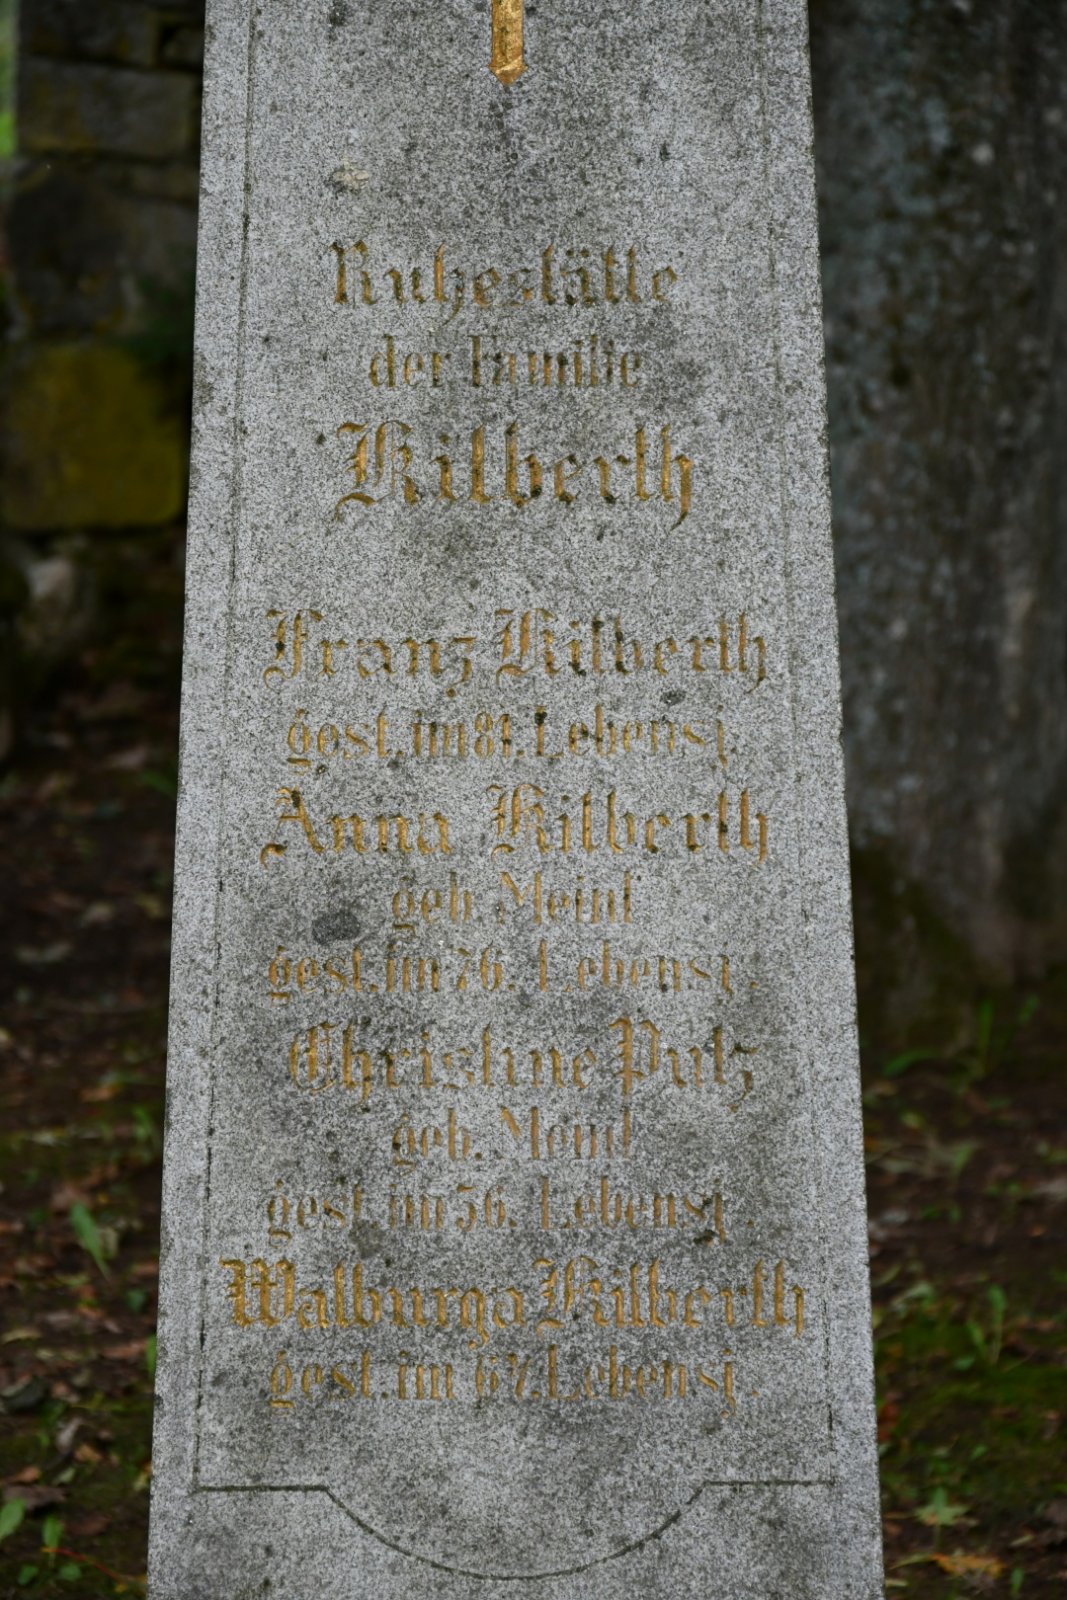 Ruhestätte
der Familie
Kilberth
Franz Kilberth
gest. im 81. Lebensj.
Anna Kilberth
geb. Meinl
gest. im 76. Lebensj.
Christine Putz
geb. Meinl
gest. im 56. Lebensj.
Walburga Kilberth
gest. im 67. Lebensj.